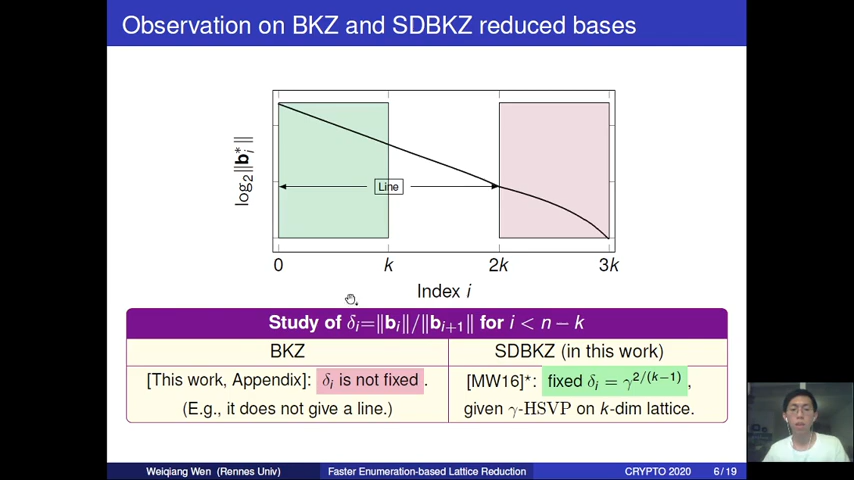 Observation on BKZ and SDBKZ reduced bases
log₂‖b*ᵢ‖
Line
0 k 2k 3k
Index i
Study of δᵢ=‖bᵢ‖/‖bᵢ₊₁‖ for i < n − k
BKZ SDBKZ (in this work)
[This work, Appendix]: δᵢ is not fixed . [MW16]*: fixed δᵢ = γ^{2/(k−1)},
(E.g., it does not give a line.) given γ-HSVP on k-dim lattice.
Weiqiang Wen (Rennes Univ) Faster Enumeration-based Lattice Reduction CRYPTO 2020 6 / 19